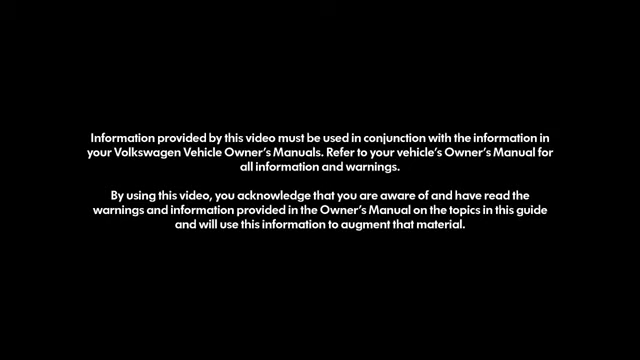 Information provided by this video must be used in conjunction with the information in
your Volkswagen Vehicle Owner's Manuals. Refer to your vehicle's Owner's Manual for
all information and warnings.
By using this video, you acknowledge that you are aware of and have read the
warnings and information provided in the Owner's Manual on the topics in this guide
and will use this information to augment that material.